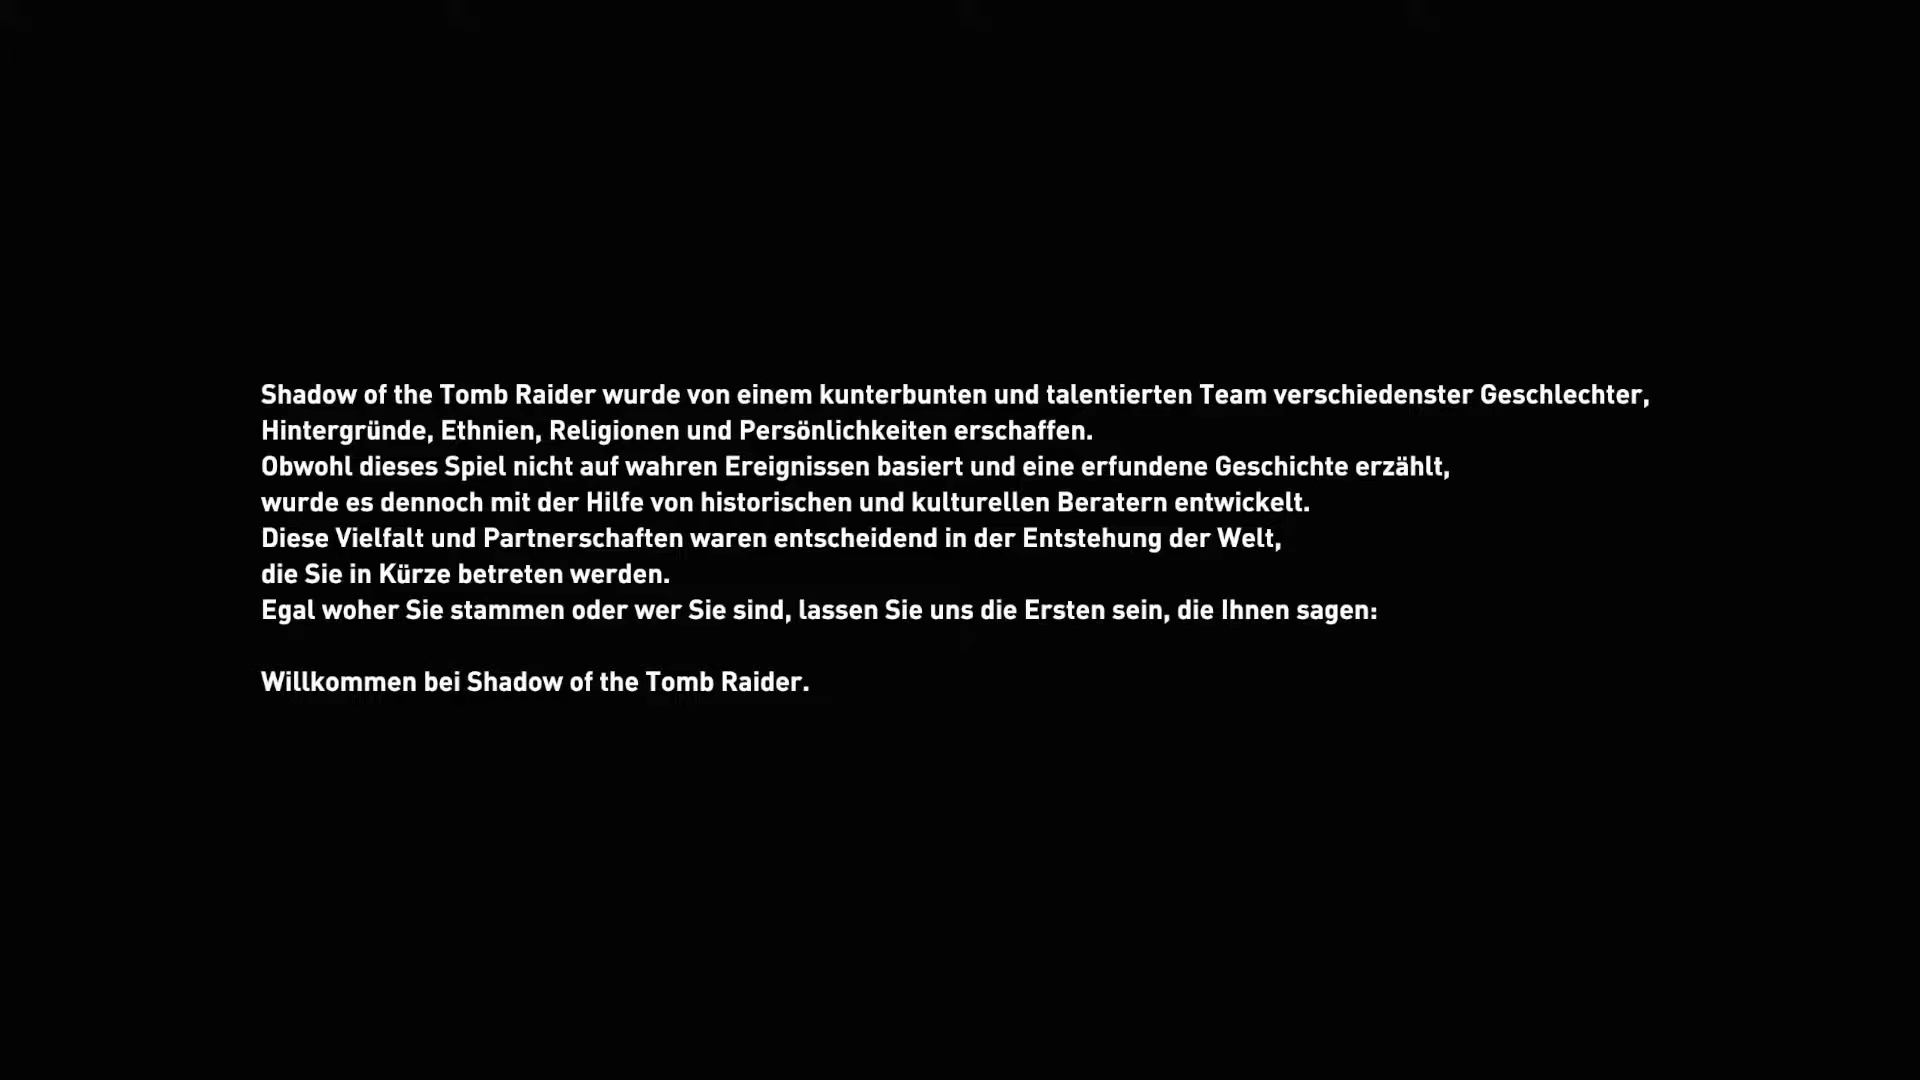 Shadow of the Tomb Raider wurde von einem kunterbunten und talentierten Team verschiedenster Geschlechter,
Hintergründe, Ethnien, Religionen und Persönlichkeiten erschaffen.
Obwohl dieses Spiel nicht auf wahren Ereignissen basiert und eine erfundene Geschichte erzählt,
wurde es dennoch mit der Hilfe von historischen und kulturellen Beratern entwickelt.
Diese Vielfalt und Partnerschaften waren entscheidend in der Entstehung der Welt,
die Sie in Kürze betreten werden.
Egal woher Sie stammen oder wer Sie sind, lassen Sie uns die Ersten sein, die Ihnen sagen:
Willkommen bei Shadow of the Tomb Raider.